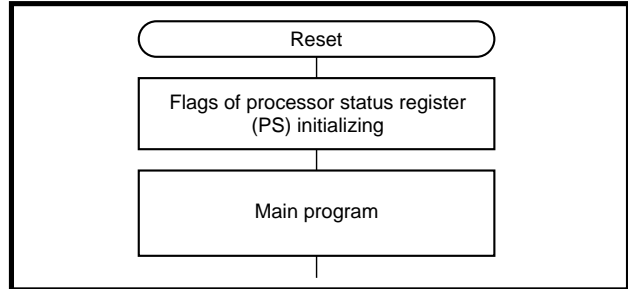 Reset
Flags of processor status register
(PS) initializing
Main program